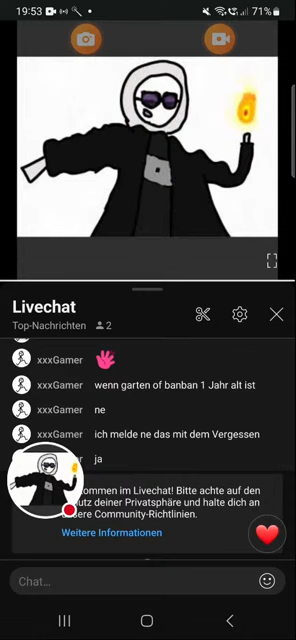 19:53
71%
Livechat
Top-Nachrichten 2
xxxGamer
xxxGamer wenn garten of banban 1 Jahr alt ist
xxxGamer ne
xxxGamer ich melde ne das mit dem Vergessen
ja
ommen im Livechat! Bitte achte auf den
utz deiner Privatsphäre und halte dich an
sere Community-Richtlinien.
Weitere Informationen
Chat…